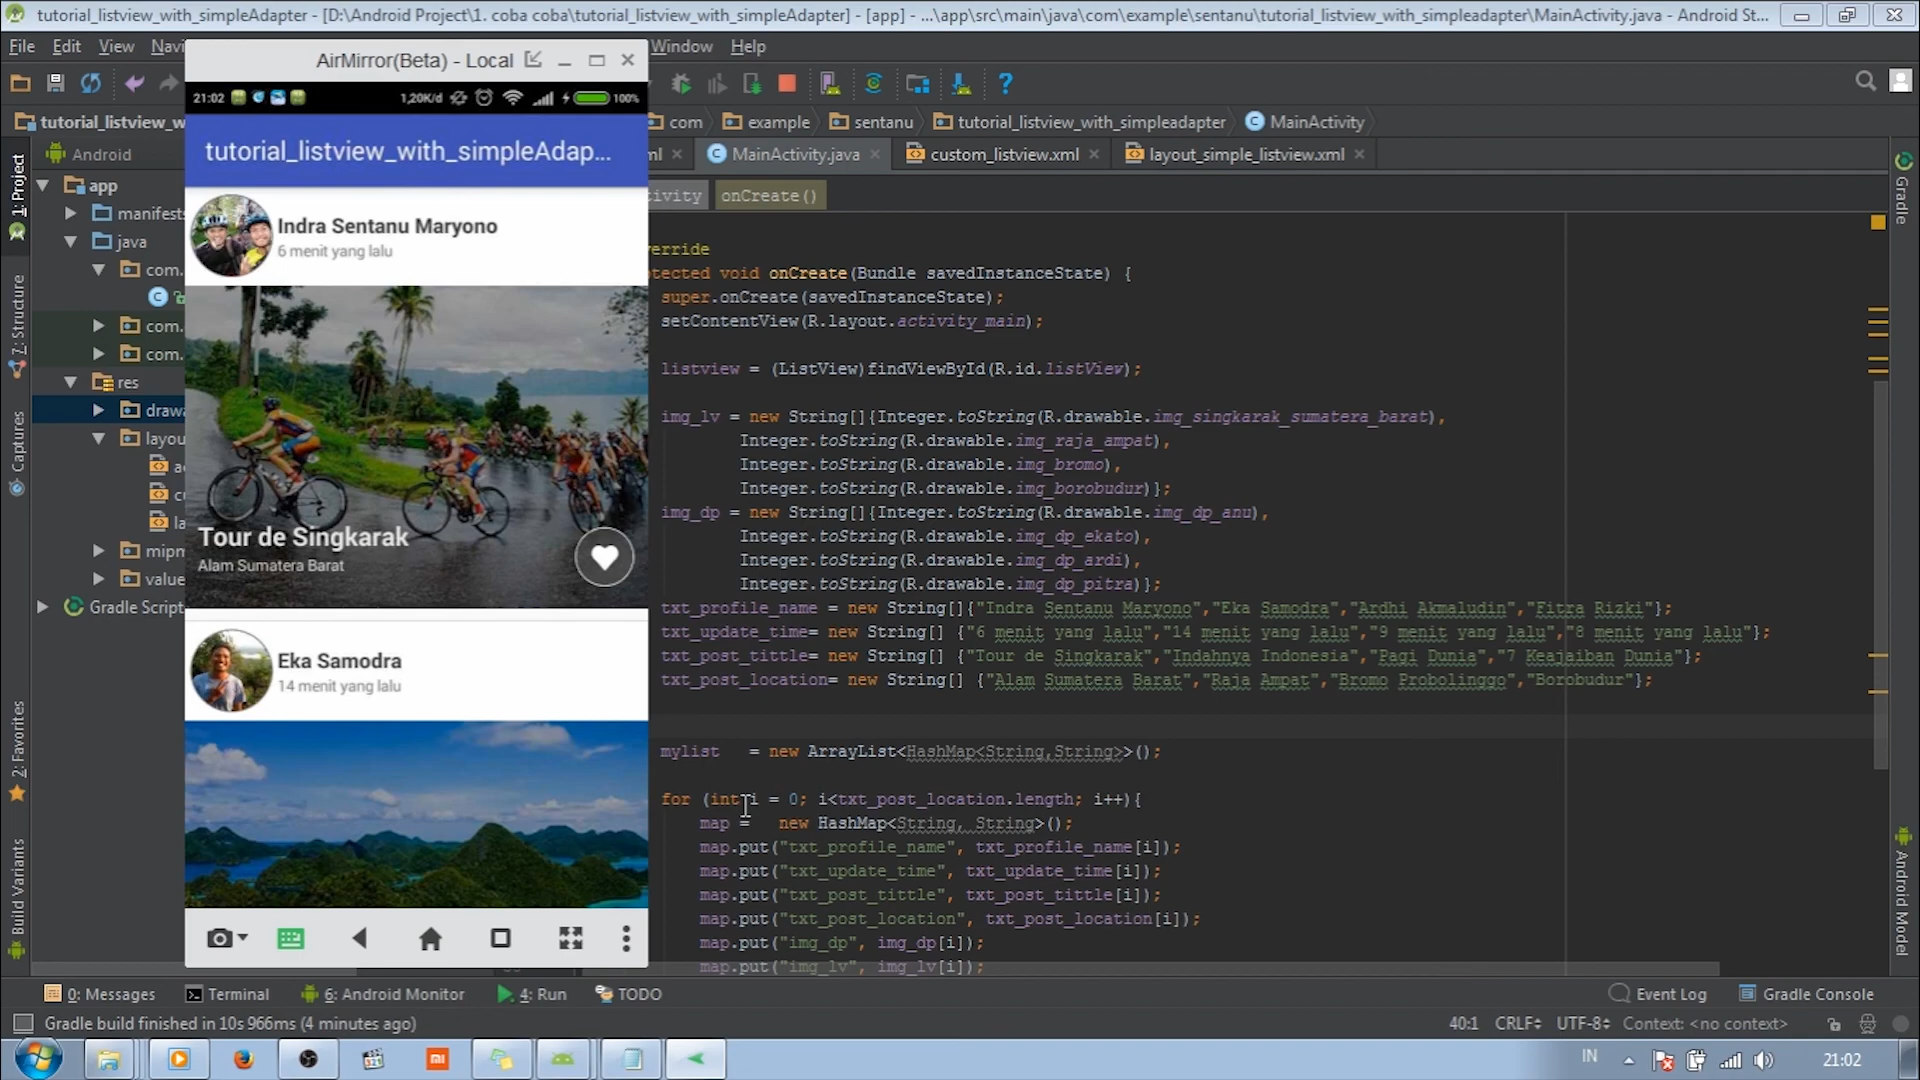 tutorial_listview_with_simpleAdapter - [D:\Android Project\1. coba coba\tutorial_listview_with_simpleAdapter] - [app] - ...\app\src\main\java\com\example\sentanu\tutorial_listview_with_simpleadapter\MainActivity.java - Android St...
File Edit View Navi Window Help
AirMirror(Beta) - Local
21:02 1,20K/d 100%
tutorial_listview_w com example sentanu tutorial_listview_with_simpleadapter MainActivity
tutorial_listview_with_simpleAdap...
Android ml MainActivity.java custom_listview.xml layout_simple_listview.xml
tivity onCreate()
1: Project
7: Structure
Captures
2: Favorites
Build Variants
app
manifests
java
com.
com.
com.
res
drawa
layou
a
c
la
mipm
value
Gradle Script
Indra Sentanu Maryono
6 menit yang lalu
Tour de Singkarak
Alam Sumatera Barat
Eka Samodra
14 menit yang lalu
verride
tected void onCreate(Bundle savedInstanceState) {
super.onCreate(savedInstanceState);
setContentView(R.layout.activity_main);
listview = (ListView)findViewById(R.id.listView);
img_lv = new String[]{Integer.toString(R.drawable.img_singkarak_sumatera_barat),
Integer.toString(R.drawable.img_raja_ampat),
Integer.toString(R.drawable.img_bromo),
Integer.toString(R.drawable.img_borobudur)};
img_dp = new String[]{Integer.toString(R.drawable.img_dp_anu),
Integer.toString(R.drawable.img_dp_ekato),
Integer.toString(R.drawable.img_dp_ardi),
Integer.toString(R.drawable.img_dp_pitra)};
txt_profile_name = new String[]{"Indra Sentanu Maryono","Eka Samodra","Ardhi Akmaludin","Fitra Rizki"};
txt_update_time= new String[] {"6 menit yang lalu","14 menit yang lalu","9 menit yang lalu","8 menit yang lalu"};
txt_post_tittle= new String[] {"Tour de Singkarak","Indahnya Indonesia","Pagi Dunia","7 Keajaiban Dunia"};
txt_post_location= new String[] {"Alam Sumatera Barat","Raja Ampat","Bromo Probolinggo","Borobudur"};
mylist = new ArrayList<HashMap<String,String>>();
for (int i = 0; i<txt_post_location.length; i++){
map = new HashMap<String, String>();
map.put("txt_profile_name", txt_profile_name[i]);
map.put("txt_update_time", txt_update_time[i]);
map.put("txt_post_tittle", txt_post_tittle[i]);
map.put("txt_post_location", txt_post_location[i]);
map.put("img_dp", img_dp[i]);
map.put("img_lv", img_lv[i]);
Gradle
Android Model
0: Messages Terminal 6: Android Monitor 4: Run TODO Event Log Gradle Console
Gradle build finished in 10s 966ms (4 minutes ago) 40:1 CRLF UTF-8 Context: <no context>
IN 21:02